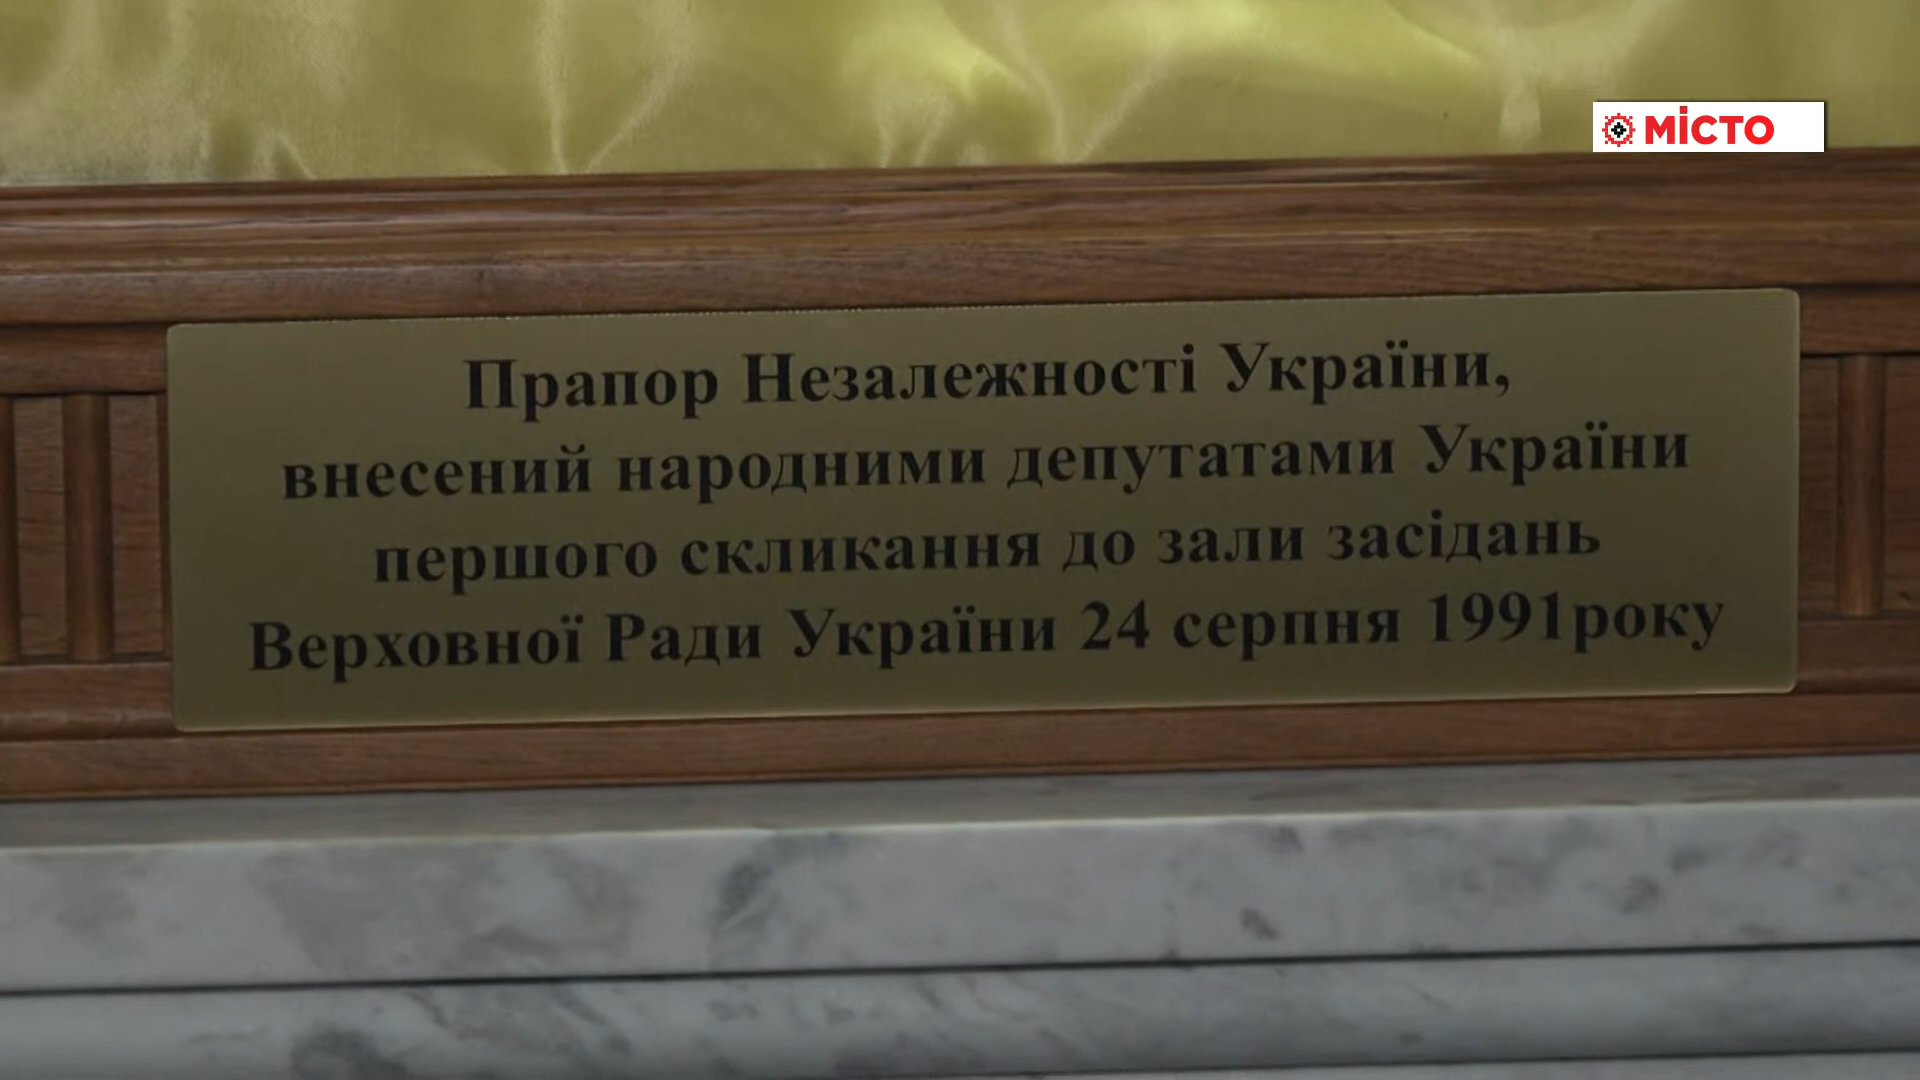 МІСТО
Прапор Незалежності України,
внесений народними депутатами України
першого скликання до зали засідань
Верховної Ради України 24 серпня 1991року